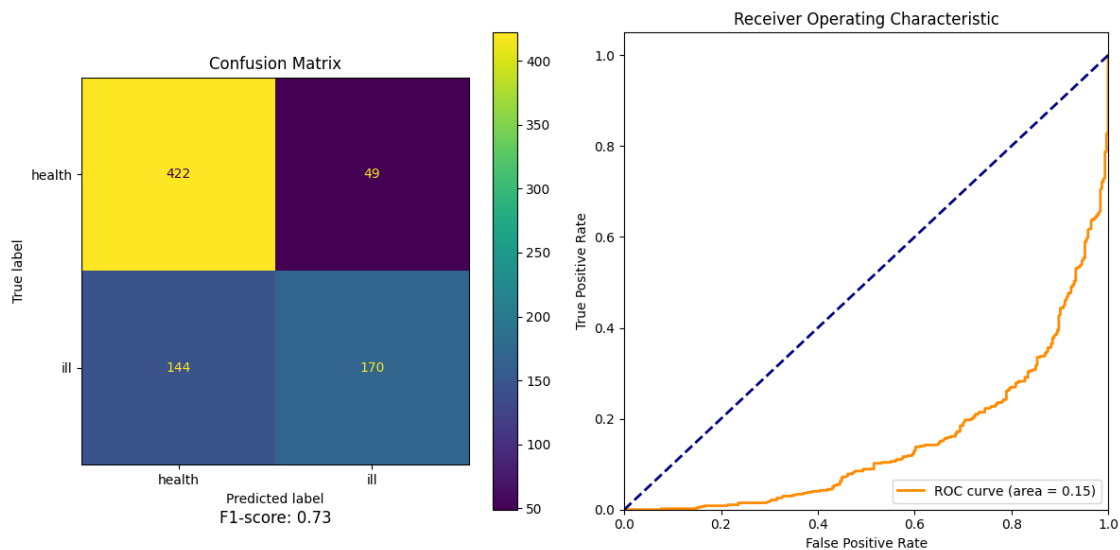 Confusion Matrix
True label
health
ill
422
49
144
170
health
ill
Predicted label
F1-score: 0.73
400
350
300
250
200
150
100
50
Receiver Operating Characteristic
True Positive Rate
1.0
0.8
0.6
0.4
0.2
0.0
0.0
0.2
0.4
0.6
0.8
1.0
False Positive Rate
ROC curve (area = 0.15)